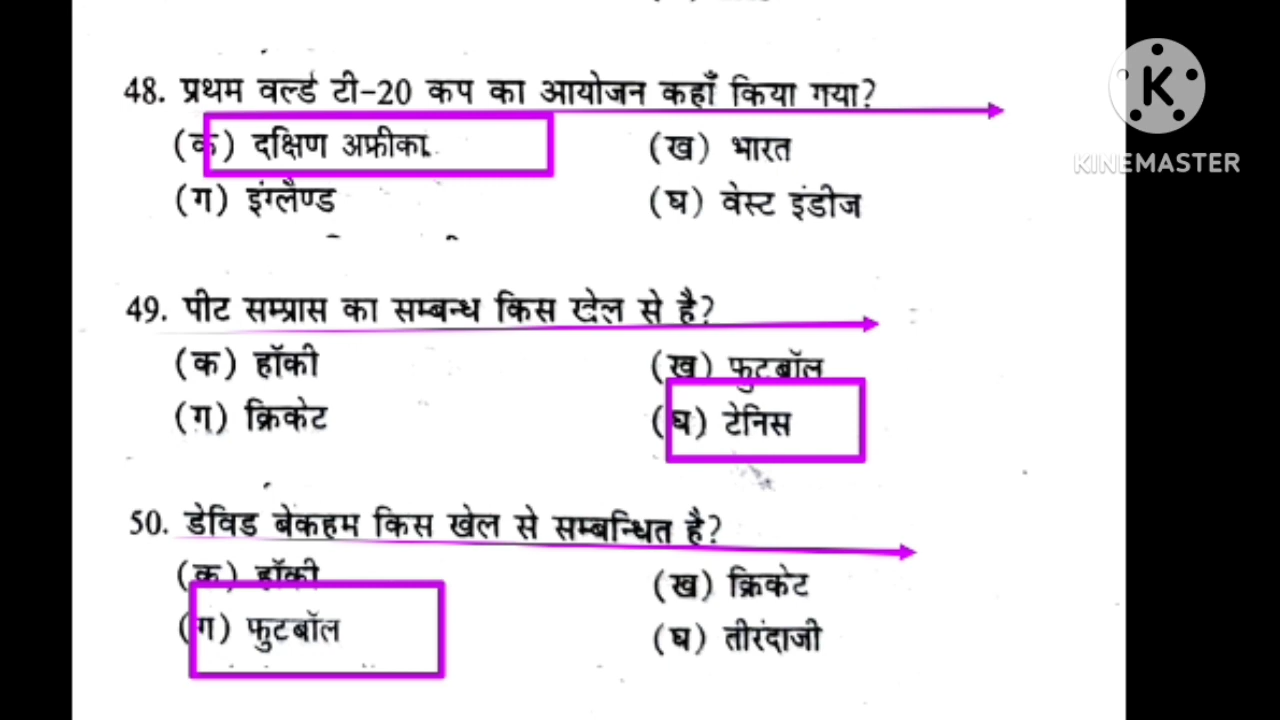 48. प्रथम वर्ल्ड टी-20 कप का आयोजन कहाँ किया गया?
(क) दक्षिण अफ्रीका (ख) भारत
(ग) इंग्लैण्ड (घ) वेस्ट इंडीज
49. पीट सम्प्रास का सम्बन्ध किस खेल से है?
(क) हॉकी (ख) फुटबॉल
(ग) क्रिकेट (घ) टेनिस
50. डेविड बेकहम किस खेल से सम्बन्धित है?
(क) हॉकी (ख) क्रिकेट
(ग) फुटबॉल (घ) तीरंदाजी
K
KINEMASTER